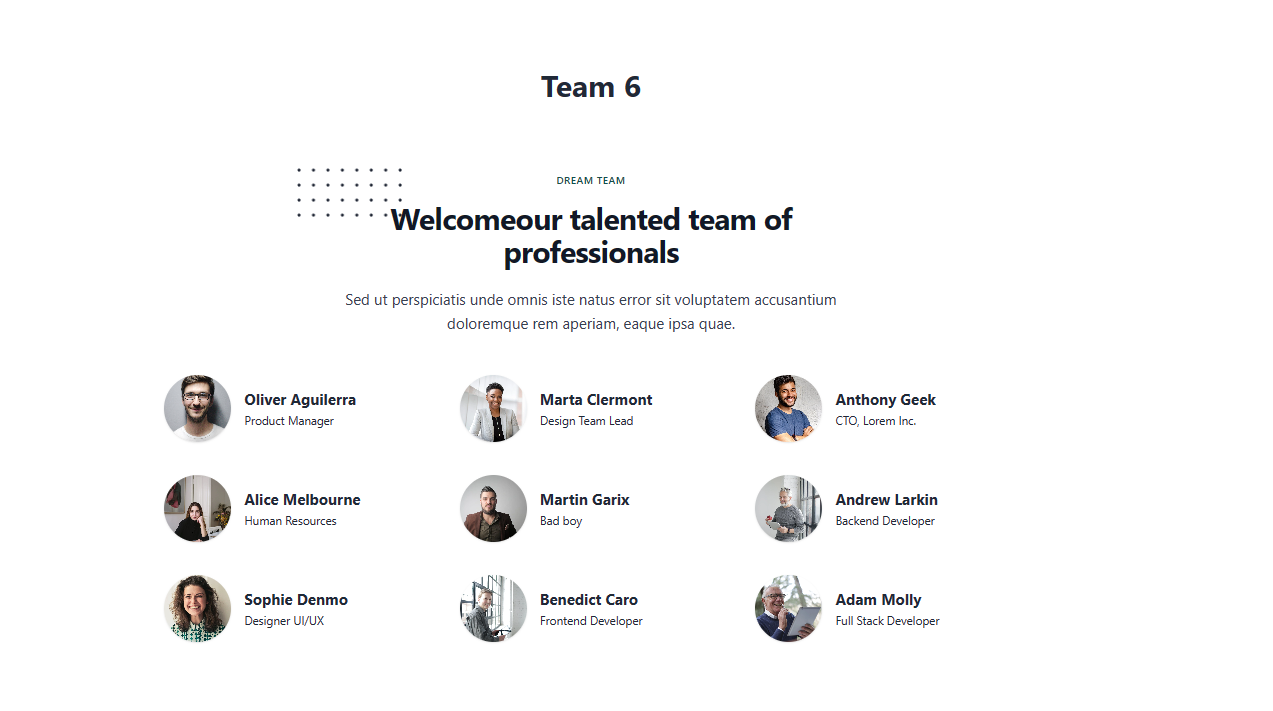 Team 6
DREAM TEAM
Welcomeour talented team of
professionals
Sed ut perspiciatis unde omnis iste natus error sit voluptatem accusantium
doloremque rem aperiam, eaque ipsa quae.
Oliver Aguilerra
Product Manager
Marta Clermont
Design Team Lead
Anthony Geek
CTO, Lorem Inc.
Alice Melbourne
Human Resources
Martin Garix
Bad boy
Andrew Larkin
Backend Developer
Sophie Denmo
Designer UI/UX
Benedict Caro
Frontend Developer
Adam Molly
Full Stack Developer